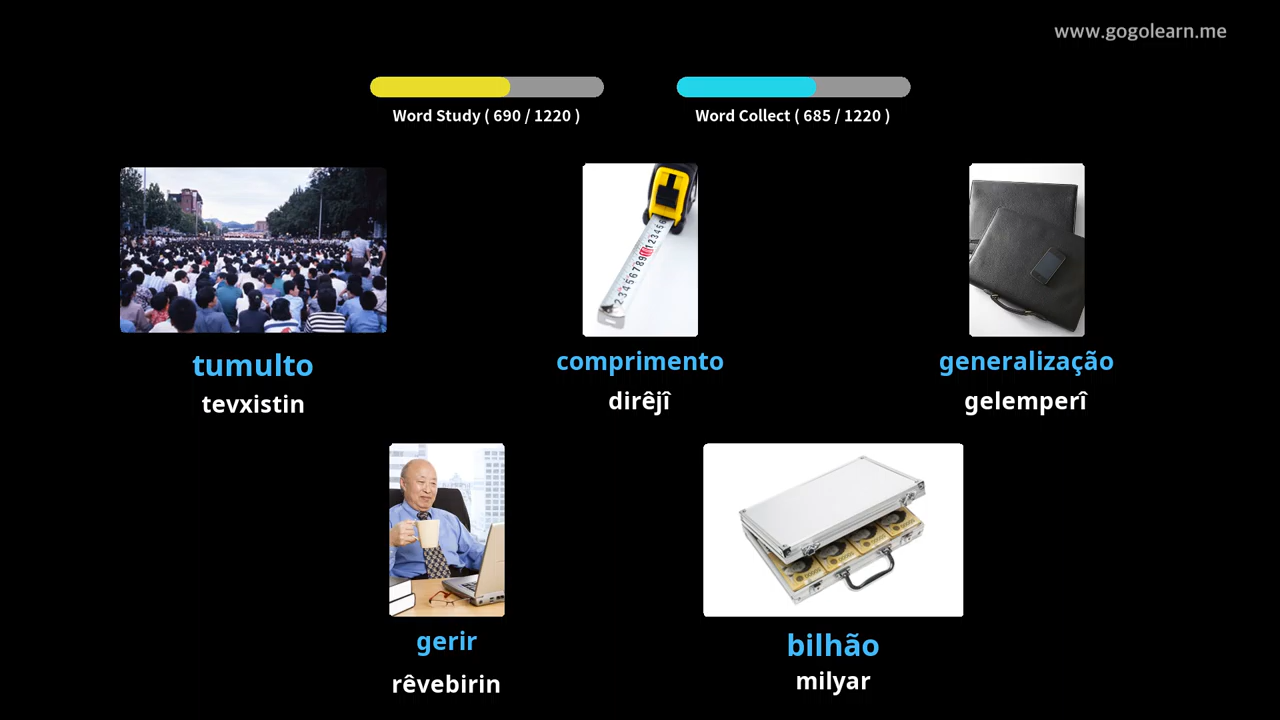 www.gogolearn.me
Word Study ( 690 / 1220 )
Word Collect ( 685 / 1220 )
tumulto
tevxistin
comprimento
dirêjî
generalização
gelemperî
gerir
rêvebirin
bilhão
milyar